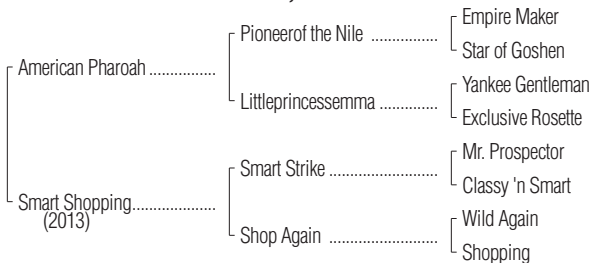 Empire Maker
Pioneerof the Nile ................
Star of Goshen
American Pharoah ................
Yankee Gentleman
Littleprincessemma ..............
Exclusive Rosette
Mr. Prospector
Smart Strike ........................
Classy 'n Smart
Smart Shopping....................
(2013)
Wild Again
Shop Again ........................
Shopping